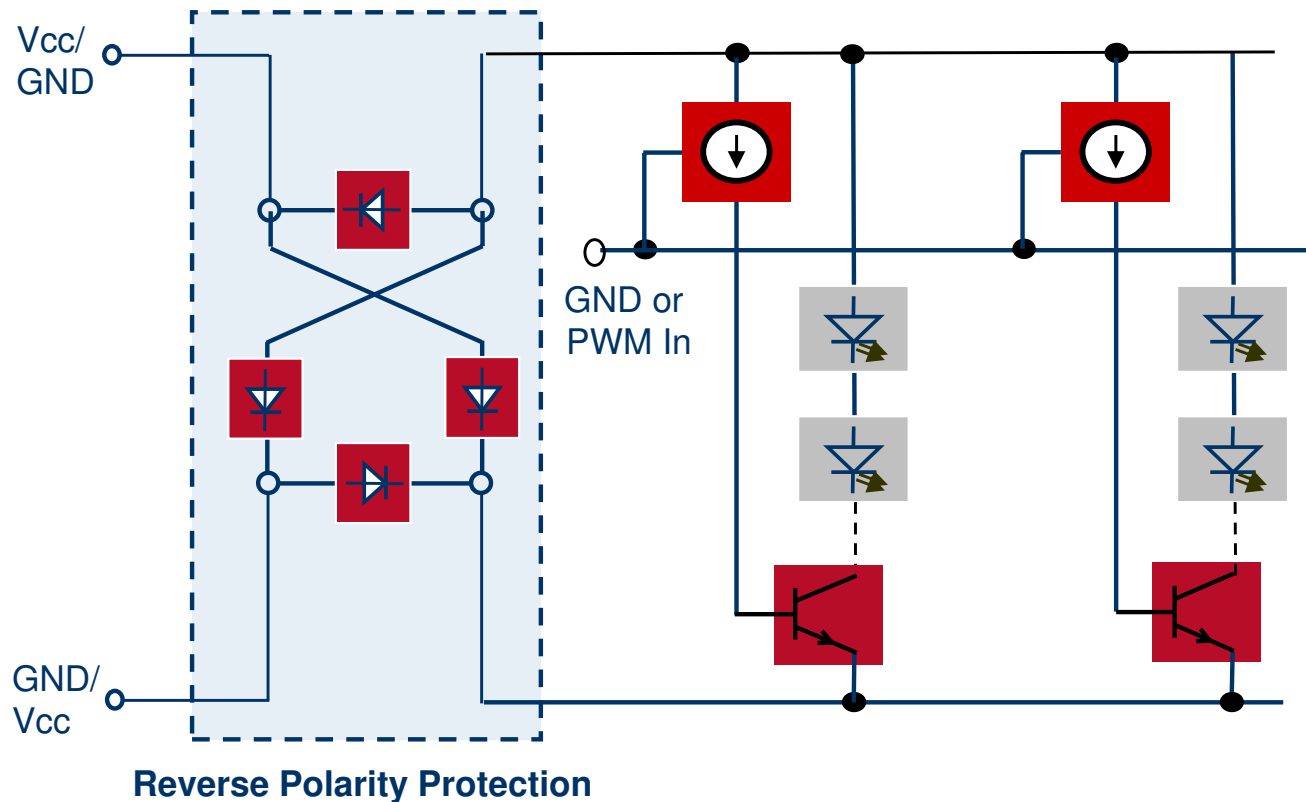 Vcc/
GND
GND or
PWM In
GND/
Vcc
Reverse Polarity Protection